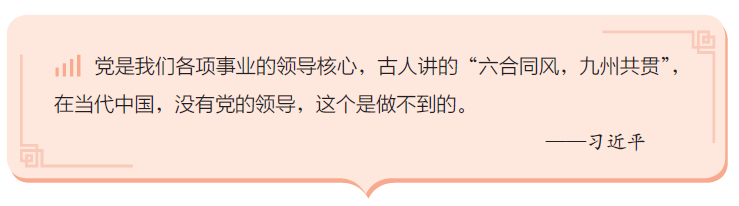 党是我们各项事业的领导核心，古人讲的“六合同风，九州共贯”，
在当代中国，没有党的领导，这个是做不到的。
——习近平